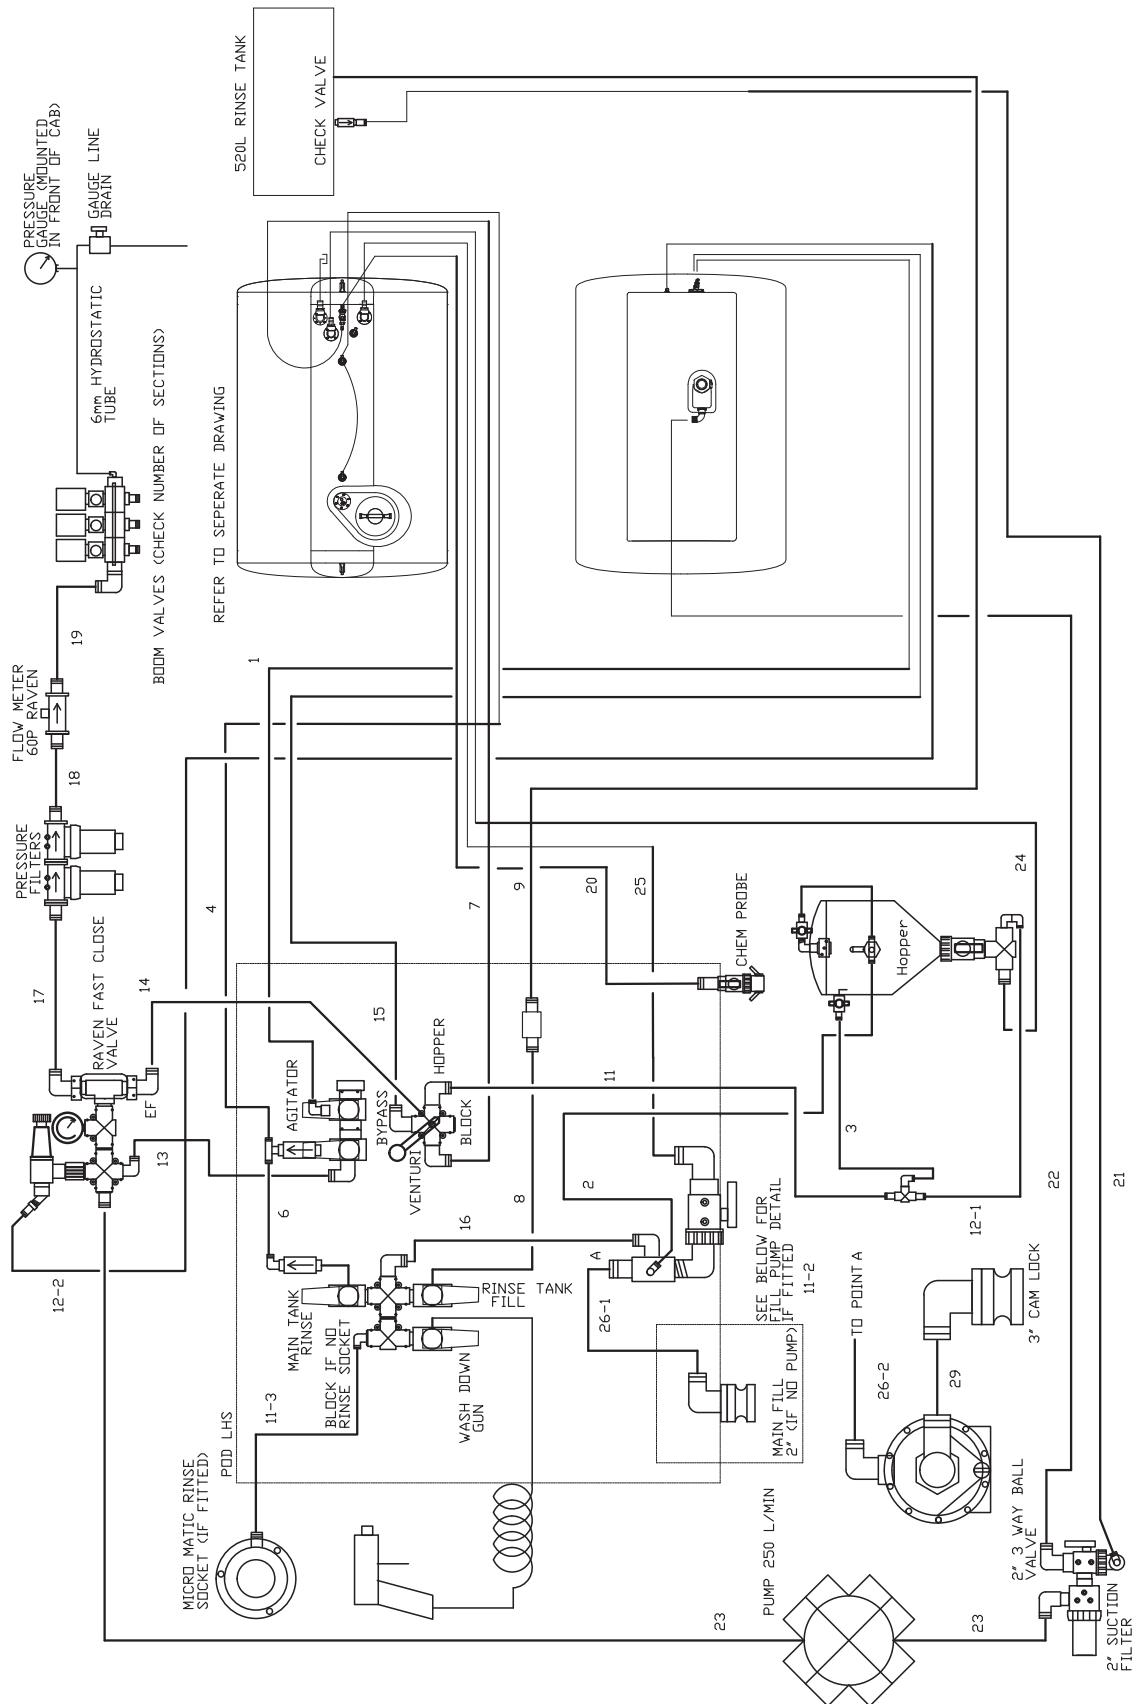 PRESSURE
GAUGE (MOUNTED
IN FRONT OF CAB)
GAUGE LINE
DRAIN
6mm HYDROSTATIC
TUBE
BOOM VALVES (CHECK NUMBER OF SECTIONS)
520L RINSE TANK
CHECK VALVE
REFER TO SEPERATE DRAWING
19
FLOW METER
60P RAVEN
18
PRESSURE
FILTERS
17
RAVEN FAST CLOSE
VALVE
14
EF
13
12-2
1
4
7
9
20
25
24
CHEM PROBE
Hopper
15
AGITATOR
BYPASS
HOPPER
VENTURI
BLOCK
11
6
8
16
2
3
12-1
22
21
MAIN TANK
RINSE
RINSE TANK
FILL
BLOCK IF NO
RINSE SOCKET
WASH DOWN
GUN
A
26-1
SEE BELOW FOR
FILL PUMP DETAIL
IF FITTED
11-2
MAIN FILL
2" (IF NO PUMP)
TO POINT A
26-2
29
3" CAM LOCK
POD LHS
11-3
MICRO MATIC RINSE
SOCKET (IF FITTED)
23
PUMP 250 L/MIN
23
2" 3 WAY BALL
VALVE
2" SUCTION
FILTER